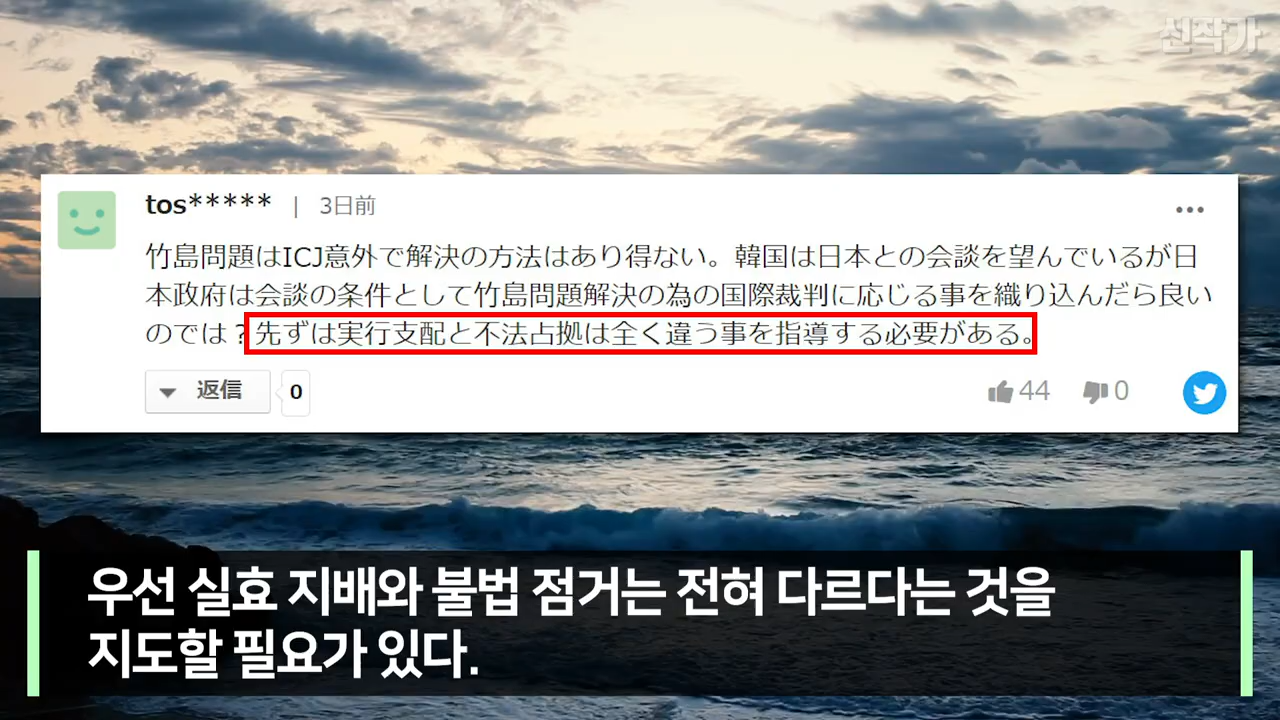 신작가
tos***** | 3日前
竹島問題はICJ意外で解決の方法はあり得ない。韓国は日本との会談を望んでいるが日
本政府は会談の条件として竹島問題解決の為の国際裁判に応じる事を織り込んだら良い
のでは?先ずは実行支配と不法占拠は全く違う事を指導する必要がある。
返信 0 44 0
우선 실효 지배와 불법 점거는 전혀 다르다는 것을
지도할 필요가 있다.